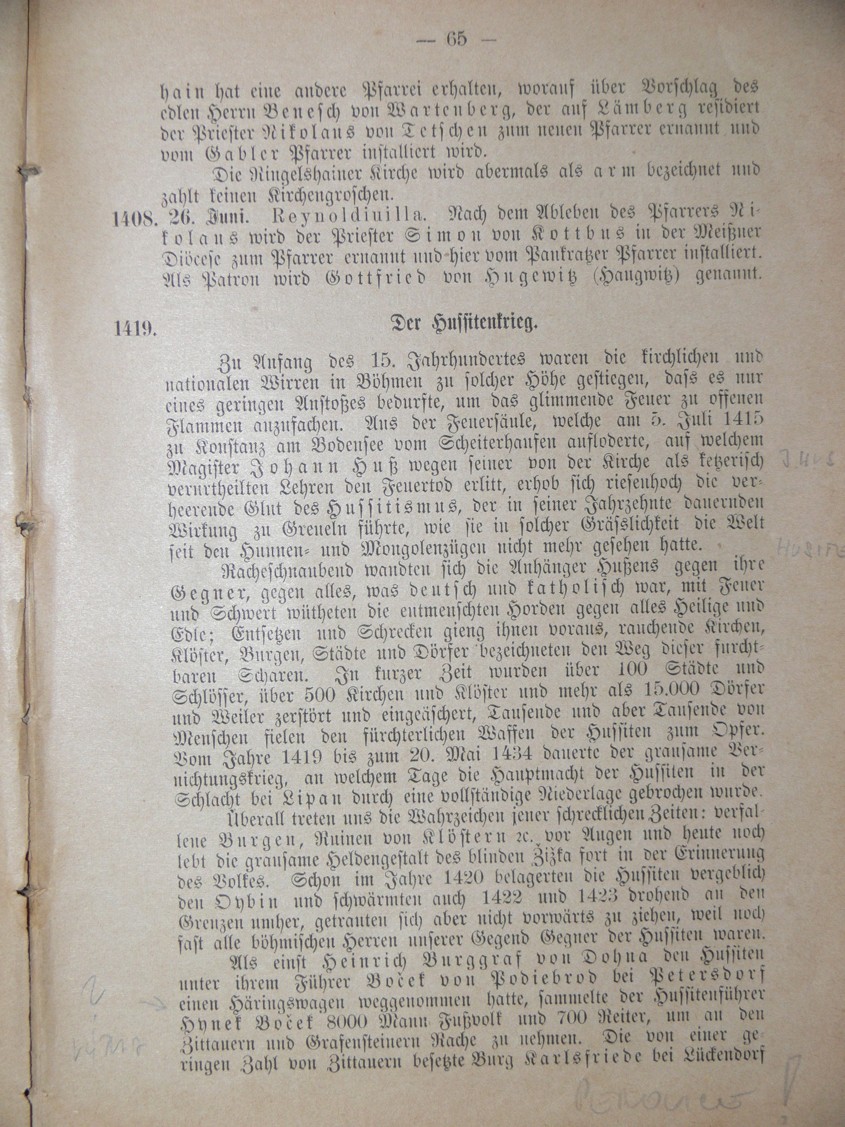 — 65 —
hain hat eine andere Pfarrei erhalten, worauf über Vorschlag des
edlen Herrn Benesch von Wartenberg, der auf Lämberg residiert
der Priester Nikolaus von Tetschen zum neuen Pfarrer ernannt und
vom Gabler Pfarrer installiert wird.
Die Ringelshainer Kirche wird abermals als arm bezeichnet und
zahlt keinen Kirchengroschen.
1408. 26. Juni. Reynoldiuilla. Nach dem Ableben des Pfarrers Ni-
kolaus wird der Priester Simon von Kottbus in der Meißner
Diöcese zum Pfarrer ernannt und hier vom Pankratzer Pfarrer installiert.
Als Patron wird Gottfried von Hugewitz (Haugwitz) genannt.
1419. Der Hussitenkrieg.
Zu Anfang des 15. Jahrhundertes waren die kirchlichen und
nationalen Wirren in Böhmen zu solcher Höhe gestiegen, dass es nur
eines geringen Anstoßes bedurfte, um das glimmende Feuer zu offenen
Flammen anzufachen. Aus der Feuersäule, welche am 5. Juli 1415
zu Konstanz am Bodensee vom Scheiterhaufen aufloderte, auf welchem
Magister Johann Huß wegen seiner von der Kirche als ketzerisch
verurtheilten Lehren den Feuertod erlitt, erhob sich riesenhoch die ver-
heerende Glut des Hussitismus, der in seiner Jahrzehnte dauernden
Wirkung zu Greueln führte, wie sie in solcher Grässlichkeit die Welt
seit den Hunnen- und Mongolenzügen nicht mehr gesehen hatte.
Racheschnaubend wandten sich die Anhänger Hußens gegen ihre
Gegner, gegen alles, was deutsch und katholisch war, mit Feuer
und Schwert wütheten die entmenschten Horden gegen alles Heilige und
Edle; Entsetzen und Schrecken gieng ihnen voraus, rauchende Kirchen,
Klöster, Burgen, Städte und Dörfer bezeichneten den Weg dieser furcht-
baren Scharen. In kurzer Zeit wurden über 100 Städte und
Schlösser, über 500 Kirchen und Klöster und mehr als 15.000 Dörfer
und Weiler zerstört und eingeäschert, Tausende und aber Tausende von
Menschen fielen den fürchterlichen Waffen der Hussiten zum Opfer.
Vom Jahre 1419 bis zum 20. Mai 1434 dauerte der grausame Ver-
nichtungskrieg, an welchem Tage die Hauptmacht der Hussiten in der
Schlacht bei Lipan durch eine vollständige Niederlage gebrochen wurde.
Überall treten uns die Wahrzeichen jener schrecklichen Zeiten: verfal-
lene Burgen, Ruinen von Klöstern ꝛc. vor Augen und heute noch
lebt die grausame Heldengestalt des blinden Žižka fort in der Erinnerung
des Volkes. Schon im Jahre 1420 belagerten die Hussiten vergeblich
den Oybin und schwärmten auch 1422 und 1423 drohend an den
Grenzen umher, getrauten sich aber nicht vorwärts zu ziehen, weil noch
fast alle böhmischen Herren unserer Gegend Gegner der Hussiten waren.
Als einst Heinrich Burggraf von Dohna den Hussiten
unter ihrem Führer Boček von Podiebrod bei Petersdorf
einen Häringswagen weggenommen hatte, sammelte der Hussitenführer
Hynek Boček 8000 Mann Fußvolk und 700 Reiter, um an den
Zittauern und Grafensteinern Rache zu nehmen. Die von einer ge-
ringen Zahl von Zittauern besetzte Burg Karlsfriede bei Lückendorf